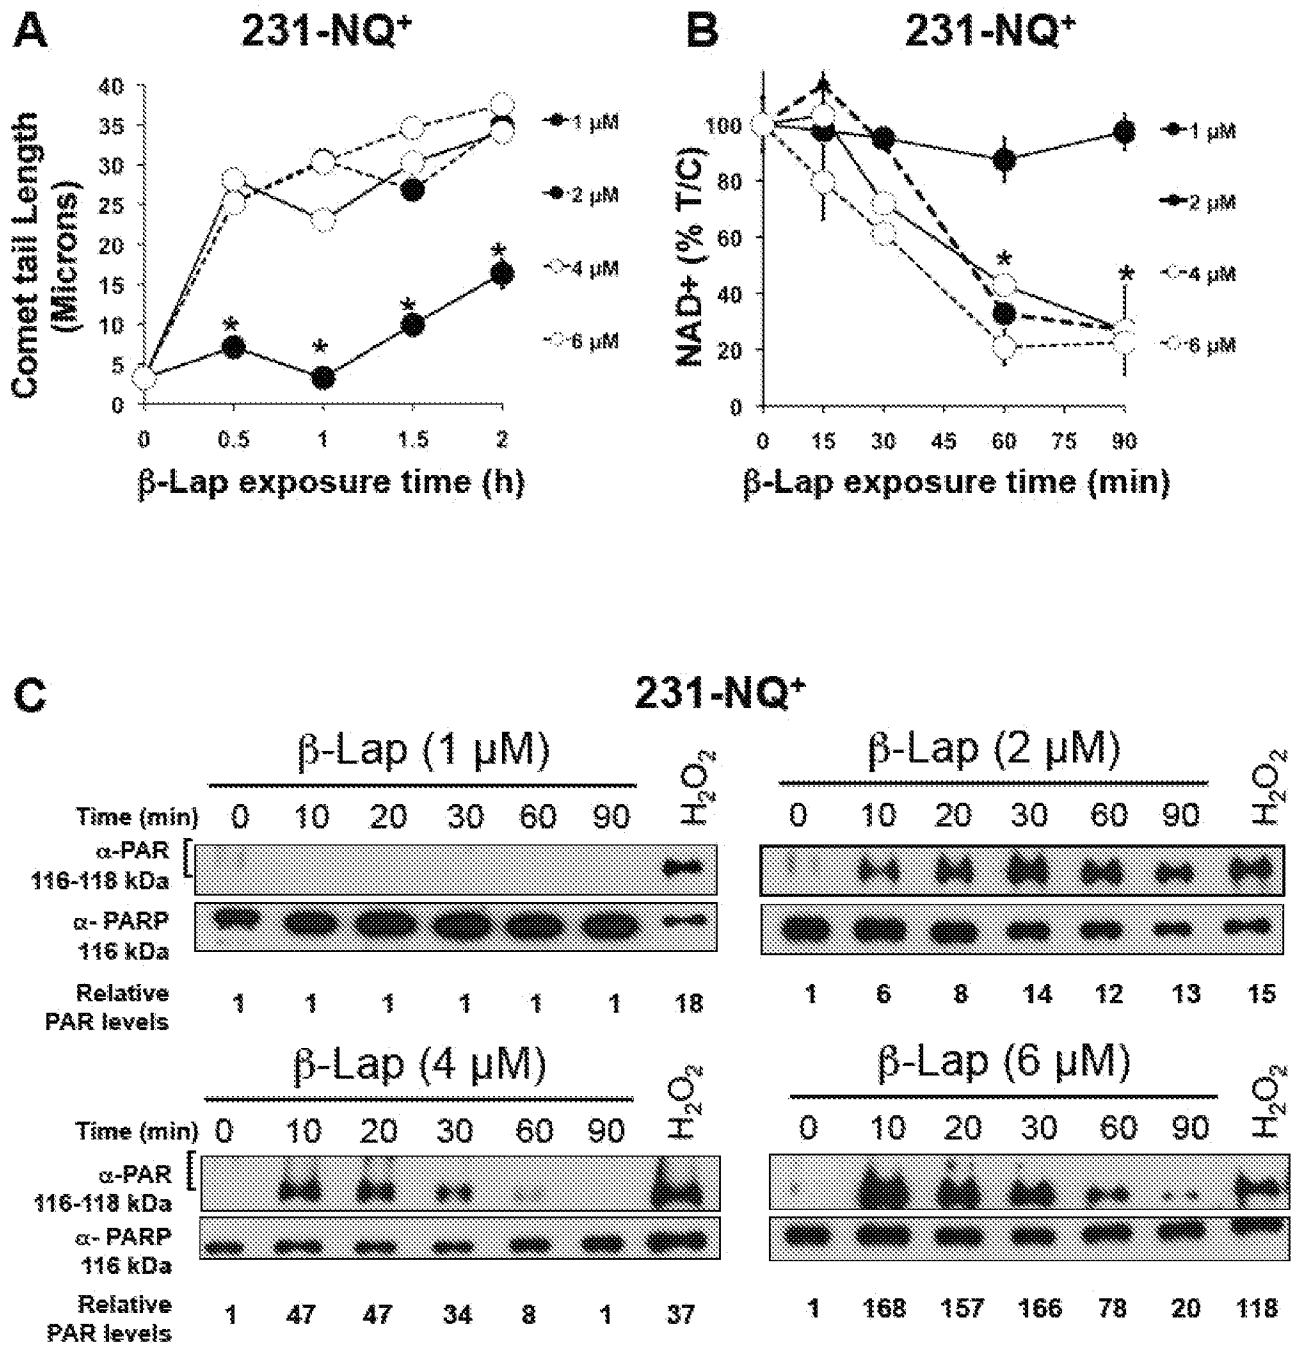 A
231-NQ+
Comet tail Length
(Microns)
40
35
30
25
20
15
10
5
0
*
*
*
*
0 0.5 1 1.5 2
β-Lap exposure time (h)
1 µM
2 µM
4 µM
6 µM
B
231-NQ+
NAD+ (% T/C)
100
80
60
40
20
0
*
*
0 15 30 45 60 75 90
β-Lap exposure time (min)
1 µM
2 µM
4 µM
6 µM
C
231-NQ+
β-Lap (1 µM)
H2O2
Time (min) 0 10 20 30 60 90
α-PAR
116-118 kDa
α- PARP
116 kDa
Relative
PAR levels
1 1 1 1 1 1 18
β-Lap (2 µM)
H2O2
0 10 20 30 60 90
1 6 8 14 12 13 15
β-Lap (4 µM)
H2O2
Time (min) 0 10 20 30 60 90
α-PAR
116-118 kDa
α- PARP
116 kDa
Relative
PAR levels
1 47 47 34 8 1 37
β-Lap (6 µM)
H2O2
0 10 20 30 60 90
1 168 157 166 78 20 118